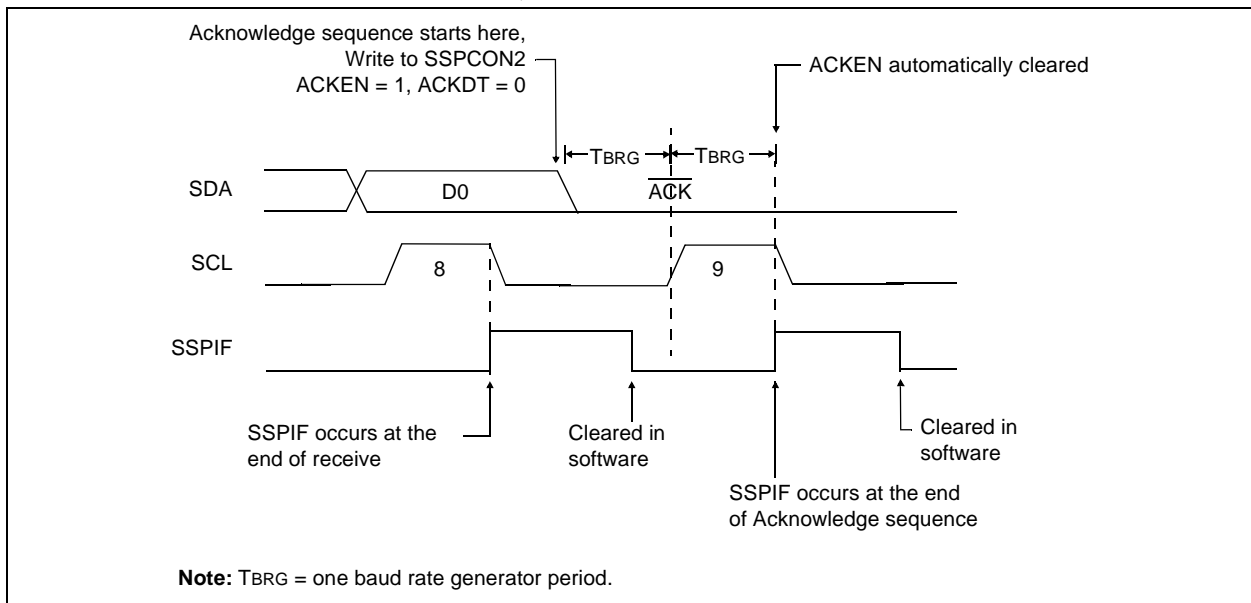 Acknowledge sequence starts here,
Write to SSPCON2
ACKEN = 1, ACKDT = 0
ACKEN automatically cleared
TBRG
TBRG
SDA
D0
ACK
SCL
8
9
SSPIF
SSPIF occurs at the
end of receive
Cleared in
software
SSPIF occurs at the end
of Acknowledge sequence
Cleared in
software
Note: TBRG = one baud rate generator period.